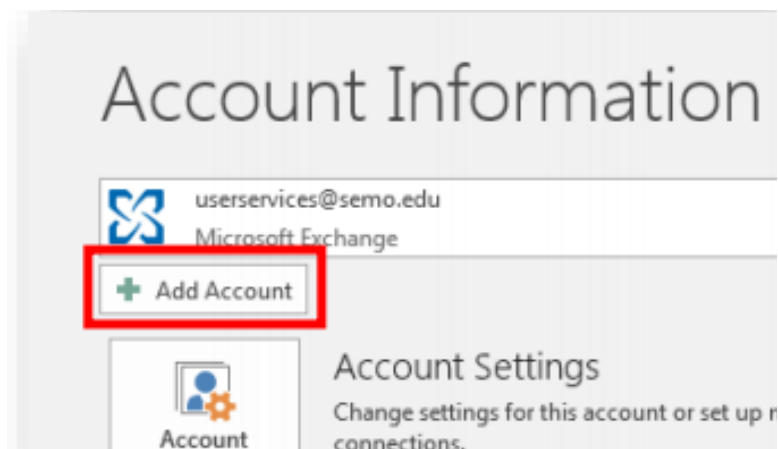 Account Information
userservices@semo.edu
Microsoft Exchange
Add Account
Account Settings
Change settings for this account or set up
connections.
Account